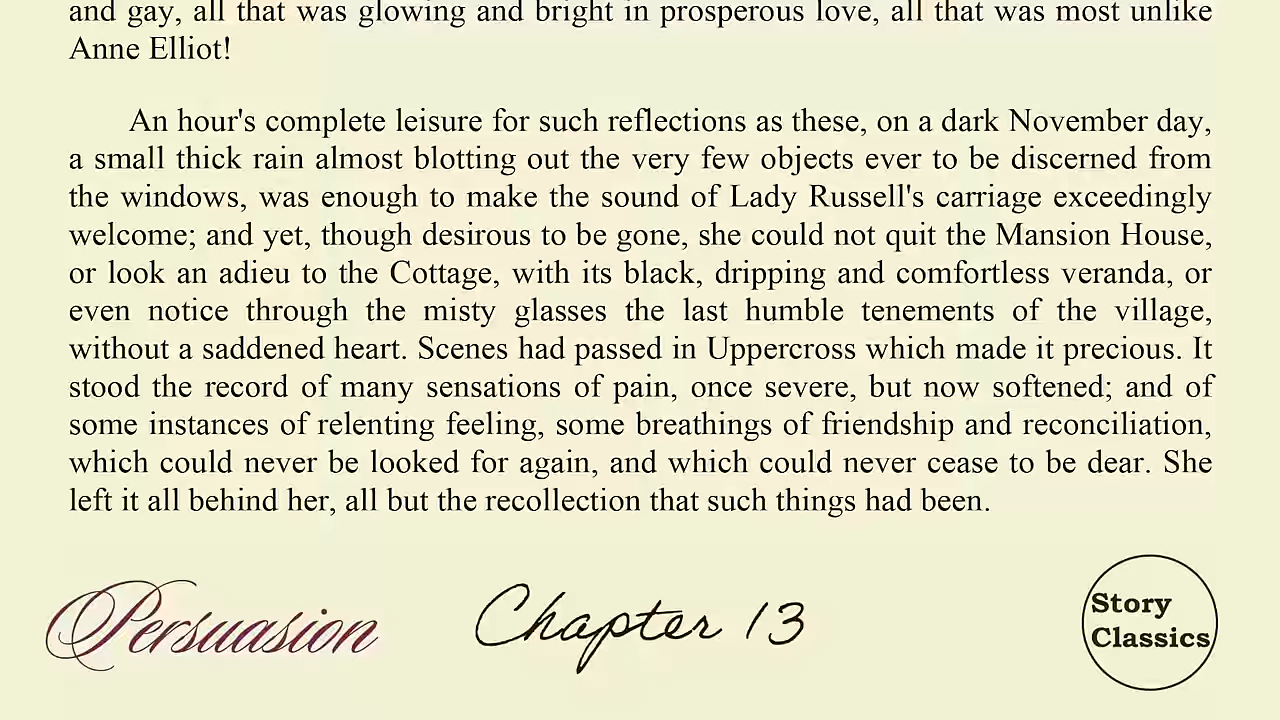 and gay, all that was glowing and bright in prosperous love, all that was most unlike
Anne Elliot!
An hour's complete leisure for such reflections as these, on a dark November day,
a small thick rain almost blotting out the very few objects ever to be discerned from
the windows, was enough to make the sound of Lady Russell's carriage exceedingly
welcome; and yet, though desirous to be gone, she could not quit the Mansion House,
or look an adieu to the Cottage, with its black, dripping and comfortless veranda, or
even notice through the misty glasses the last humble tenements of the village,
without a saddened heart. Scenes had passed in Uppercross which made it precious. It
stood the record of many sensations of pain, once severe, but now softened; and of
some instances of relenting feeling, some breathings of friendship and reconciliation,
which could never be looked for again, and which could never cease to be dear. She
left it all behind her, all but the recollection that such things had been.
Persuasion
Chapter 13
Story
Classics